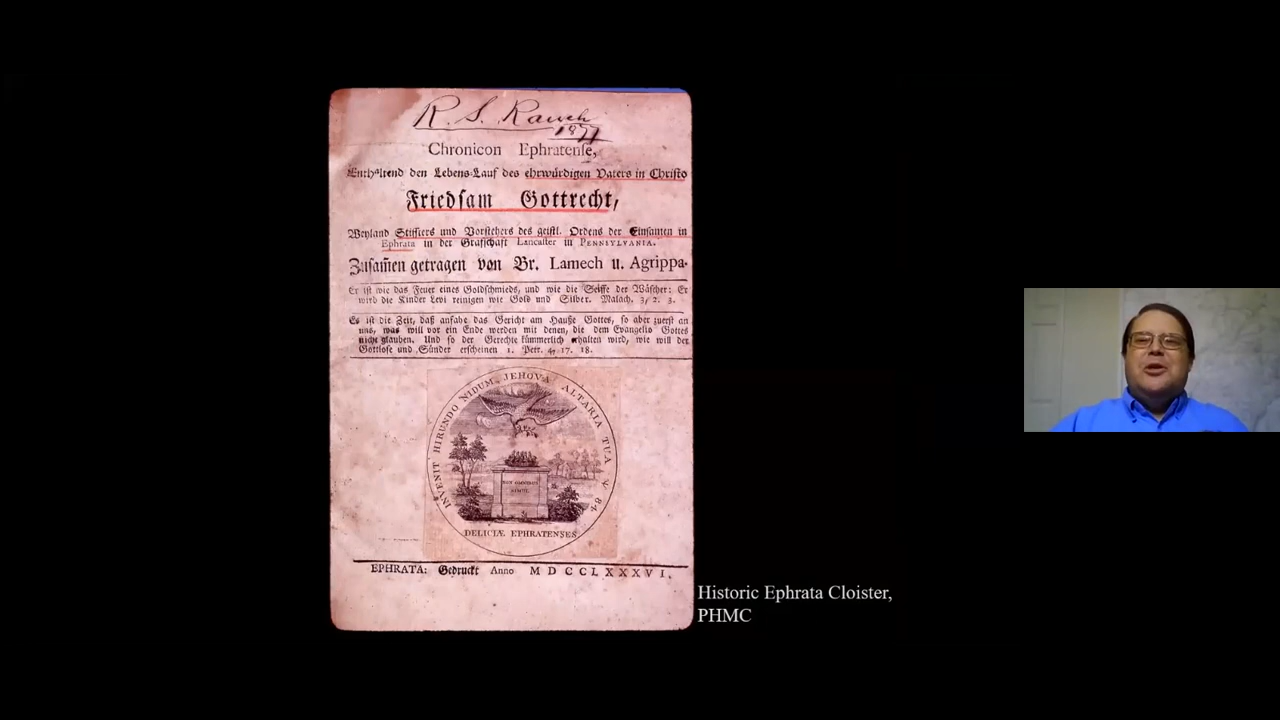 R. S. Rauch
1871
Chronicon Ephratense,
Enthaltend den Lebens-Lauf des ehrwürdigen Vaters in Christo
Friedsam Gottrecht,
Weyland Stiffters und Vorstehers des geistl. Ordens der Einsamen in
Ephrata in der Graffschaft Lancaster in PENNSYLVANIA.
Zusam̄en getragen von Br. Lamech u. Agrippa.
Er ist wie das Feuer eines Goldschmieds, und wie die Seiffe der Wäscher: Er
wird die Kinder Levi reinigen wie Gold und Silber. Malach. 3, 2. 3.
Es ist die Zeit, daß anfahe das Gericht am Hauße Gottes, so aber zuerst an
uns, was will vor ein Ende werden mit denen, die dem Evangelio Gottes
nicht glauben. Und so der Gerechte kümmerlich erhalten wird, wie will der
Gottlose und Sünder erscheinen 1. Petr. 4, 17. 18.
INVENIT HIRUNDO NIDUM, JEHOVA ALTARIA TUA Ψ 84.
DELICIÆ EPHRATENSES
EPHRATA: Gedruckt Anno MDCCLXXXVI.
Historic Ephrata Cloister,
PHMC